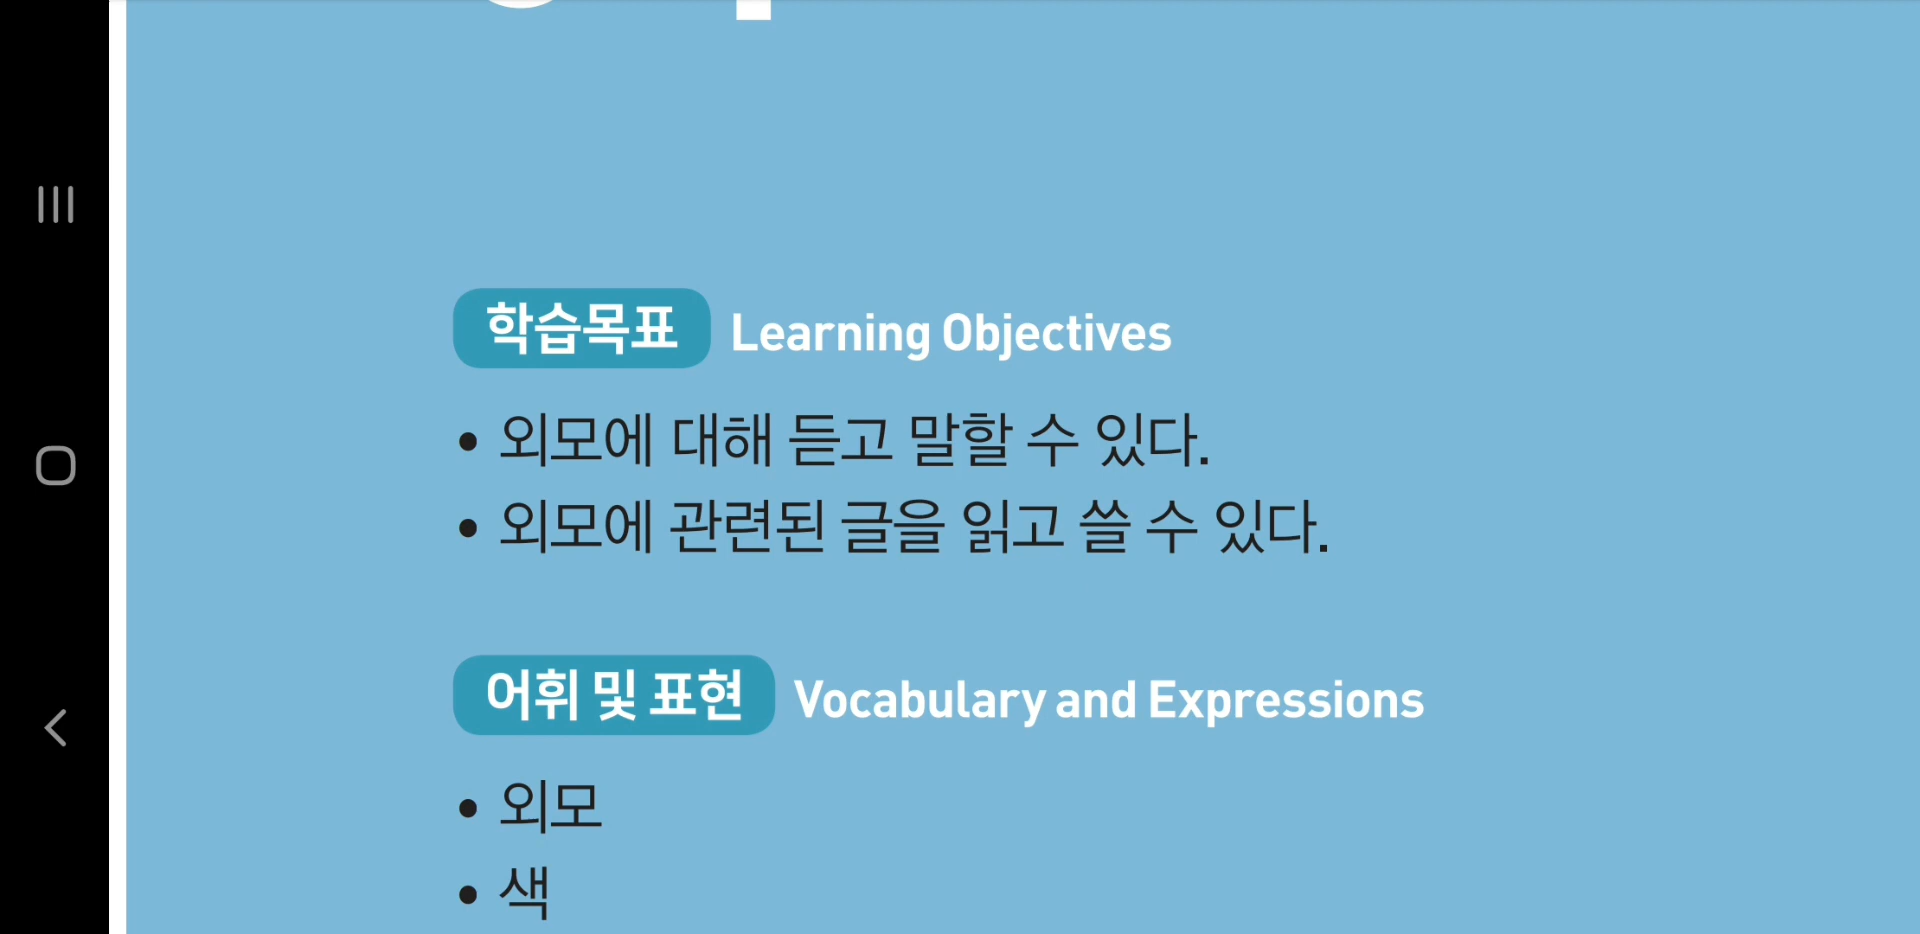 학습목표 Learning Objectives
• 외모에 대해 듣고 말할 수 있다.
• 외모에 관련된 글을 읽고 쓸 수 있다.
어휘 및 표현 Vocabulary and Expressions
• 외모
• 색